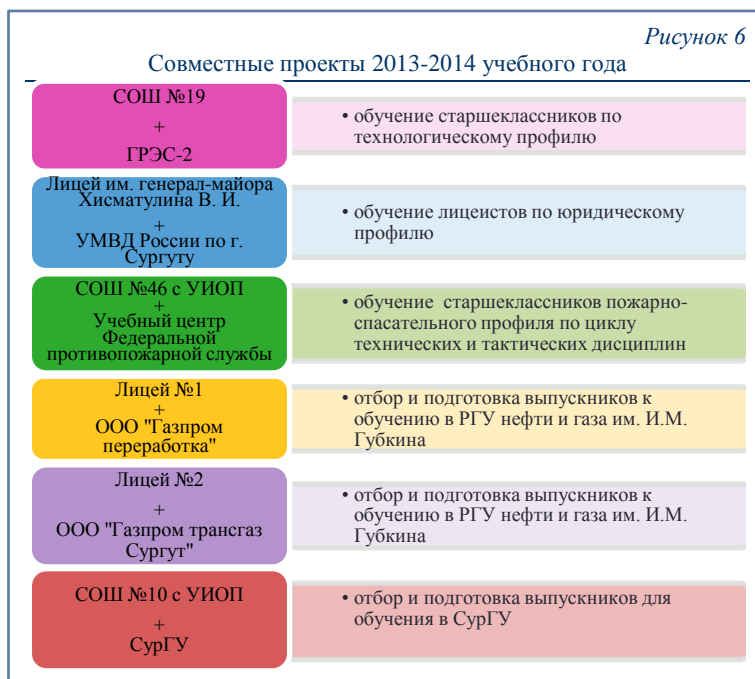 Рисунок 6
Совместные проекты 2013-2014 учебного года
СОШ №19
+
ГРЭС-2
• обучение старшеклассников по
технологическому профилю
Лицей им. генерал-майора
Хисматулина В. И.
+
УМВД России по г.
Сургуту
• обучение лицеистов по юридическому
профилю
СОШ №46 с УИОП
+
Учебный центр
Федеральной
противопожарной службы
• обучение старшеклассников пожарно-
спасательного профиля по циклу
технических и тактических дисциплин
Лицей №1
+
ООО "Газпром
переработка"
• отбор и подготовка выпускников к
обучению в РГУ нефти и газа им. И.М.
Губкина
Лицей №2
+
ООО "Газпром трансгаз
Сургут"
• отбор и подготовка выпускников к
обучению в РГУ нефти и газа им. И.М.
Губкина
СОШ №10 с УИОП
+
СурГУ
• отбор и подготовка выпускников для
обучения в СурГУ